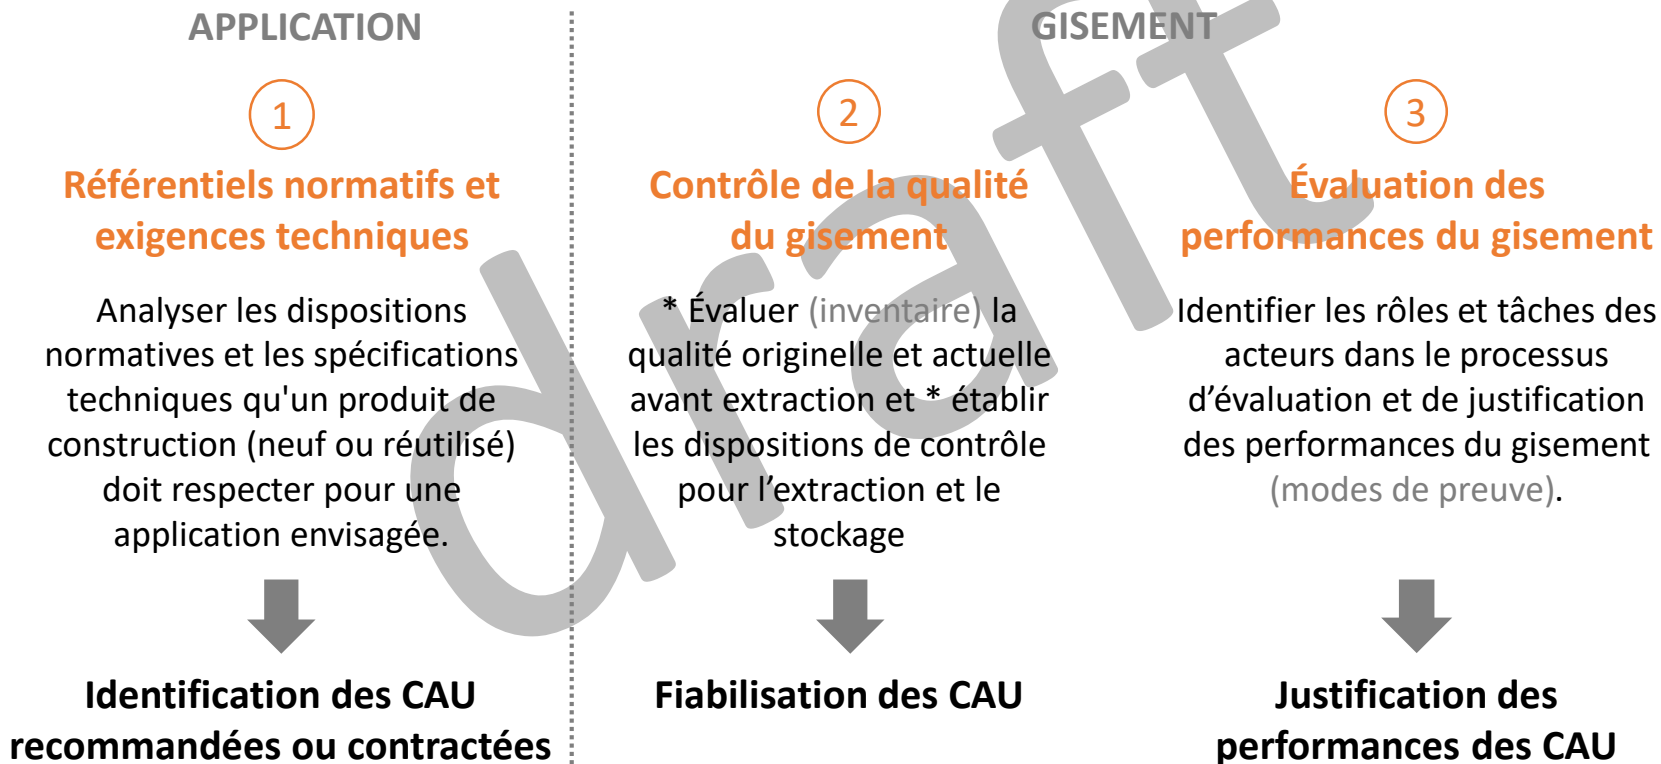 APPLICATION
GISEMENT
1
Référentiels normatifs et
exigences techniques
Analyser les dispositions
normatives et les spécifications
techniques qu'un produit de
construction (neuf ou réutilisé)
doit respecter pour une
application envisagée.
Identification des CAU
recommandées ou contractées
2
Contrôle de la qualité
du gisement
* Évaluer (inventaire) la
qualité originelle et actuelle
avant extraction et * établir
les dispositions de contrôle
pour l’extraction et le
stockage
Fiabilisation des CAU
3
Évaluation des
performances du gisement
Identifier les rôles et tâches des
acteurs dans le processus
d’évaluation et de justification
des performances du gisement
(modes de preuve).
Justification des
performances des CAU
draft